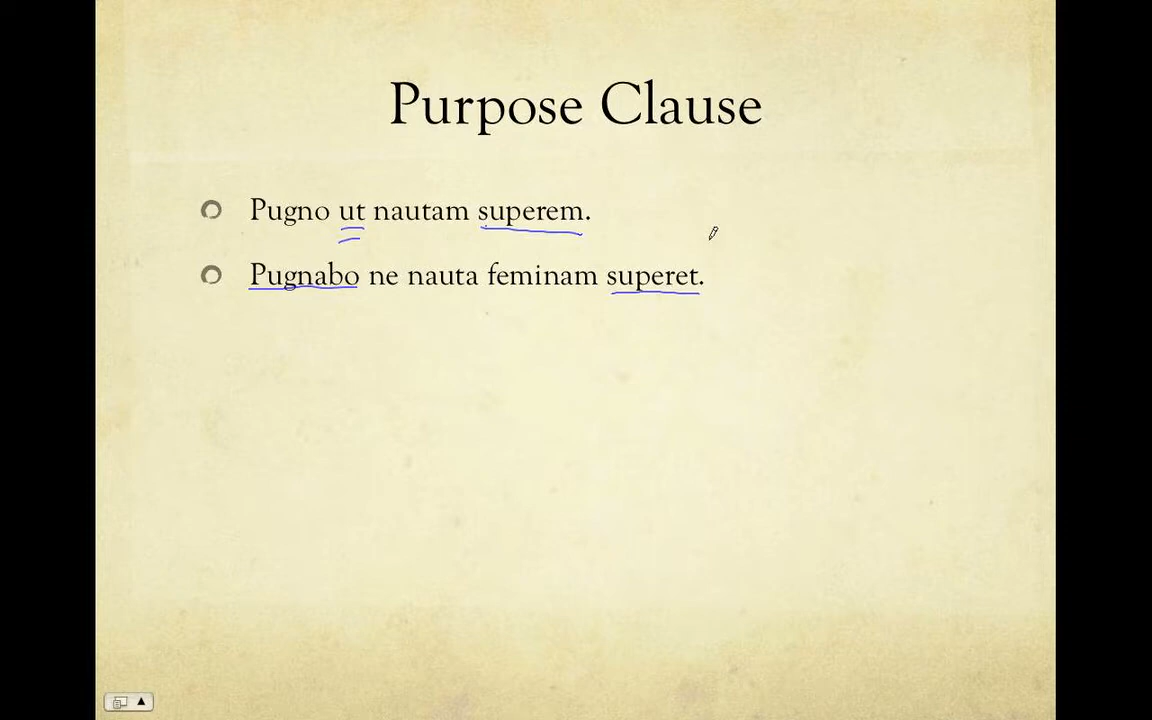 Purpose Clause
Pugno ut nautam superem.
Pugnabo ne nauta feminam superet.